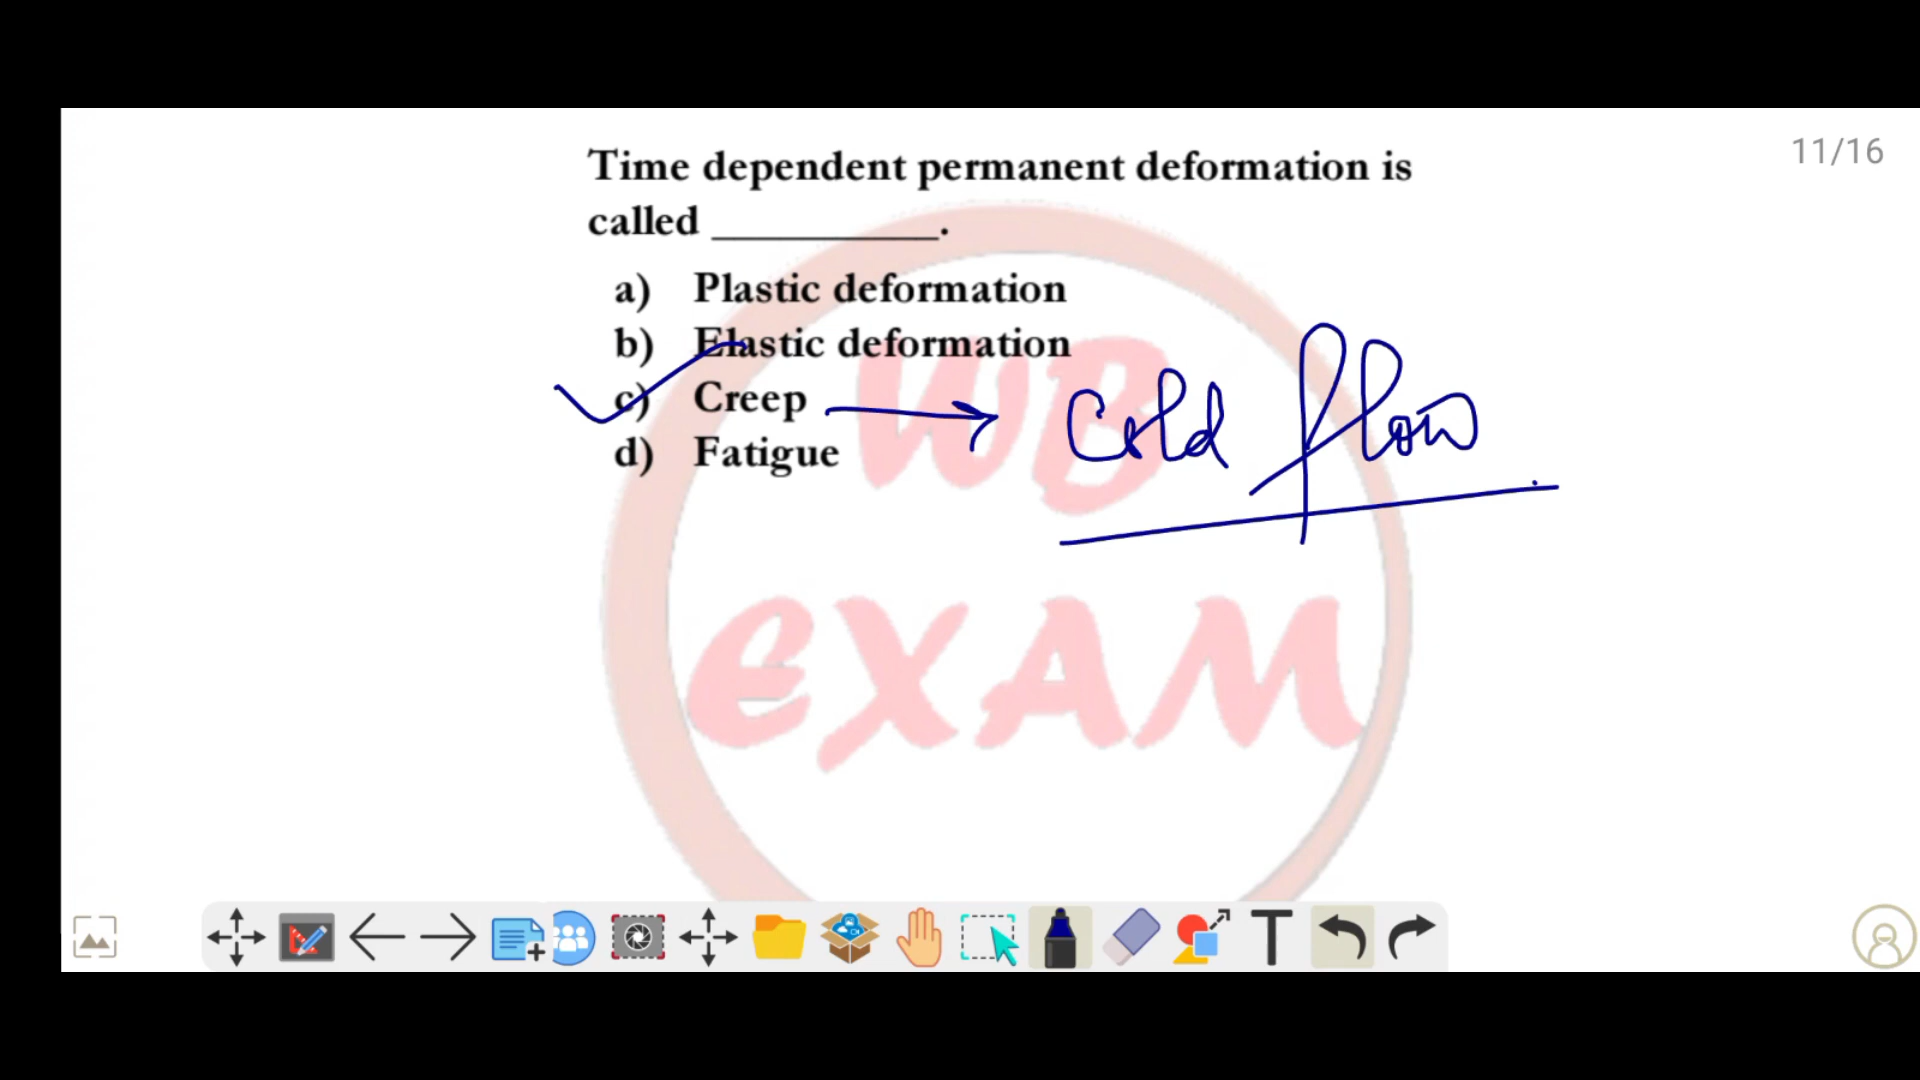 11/16
Time dependent permanent deformation is
called ___________.
a) Plastic deformation
b) Elastic deformation
c) Creep → Cold flow
d) Fatigue
WB
EXAM
T